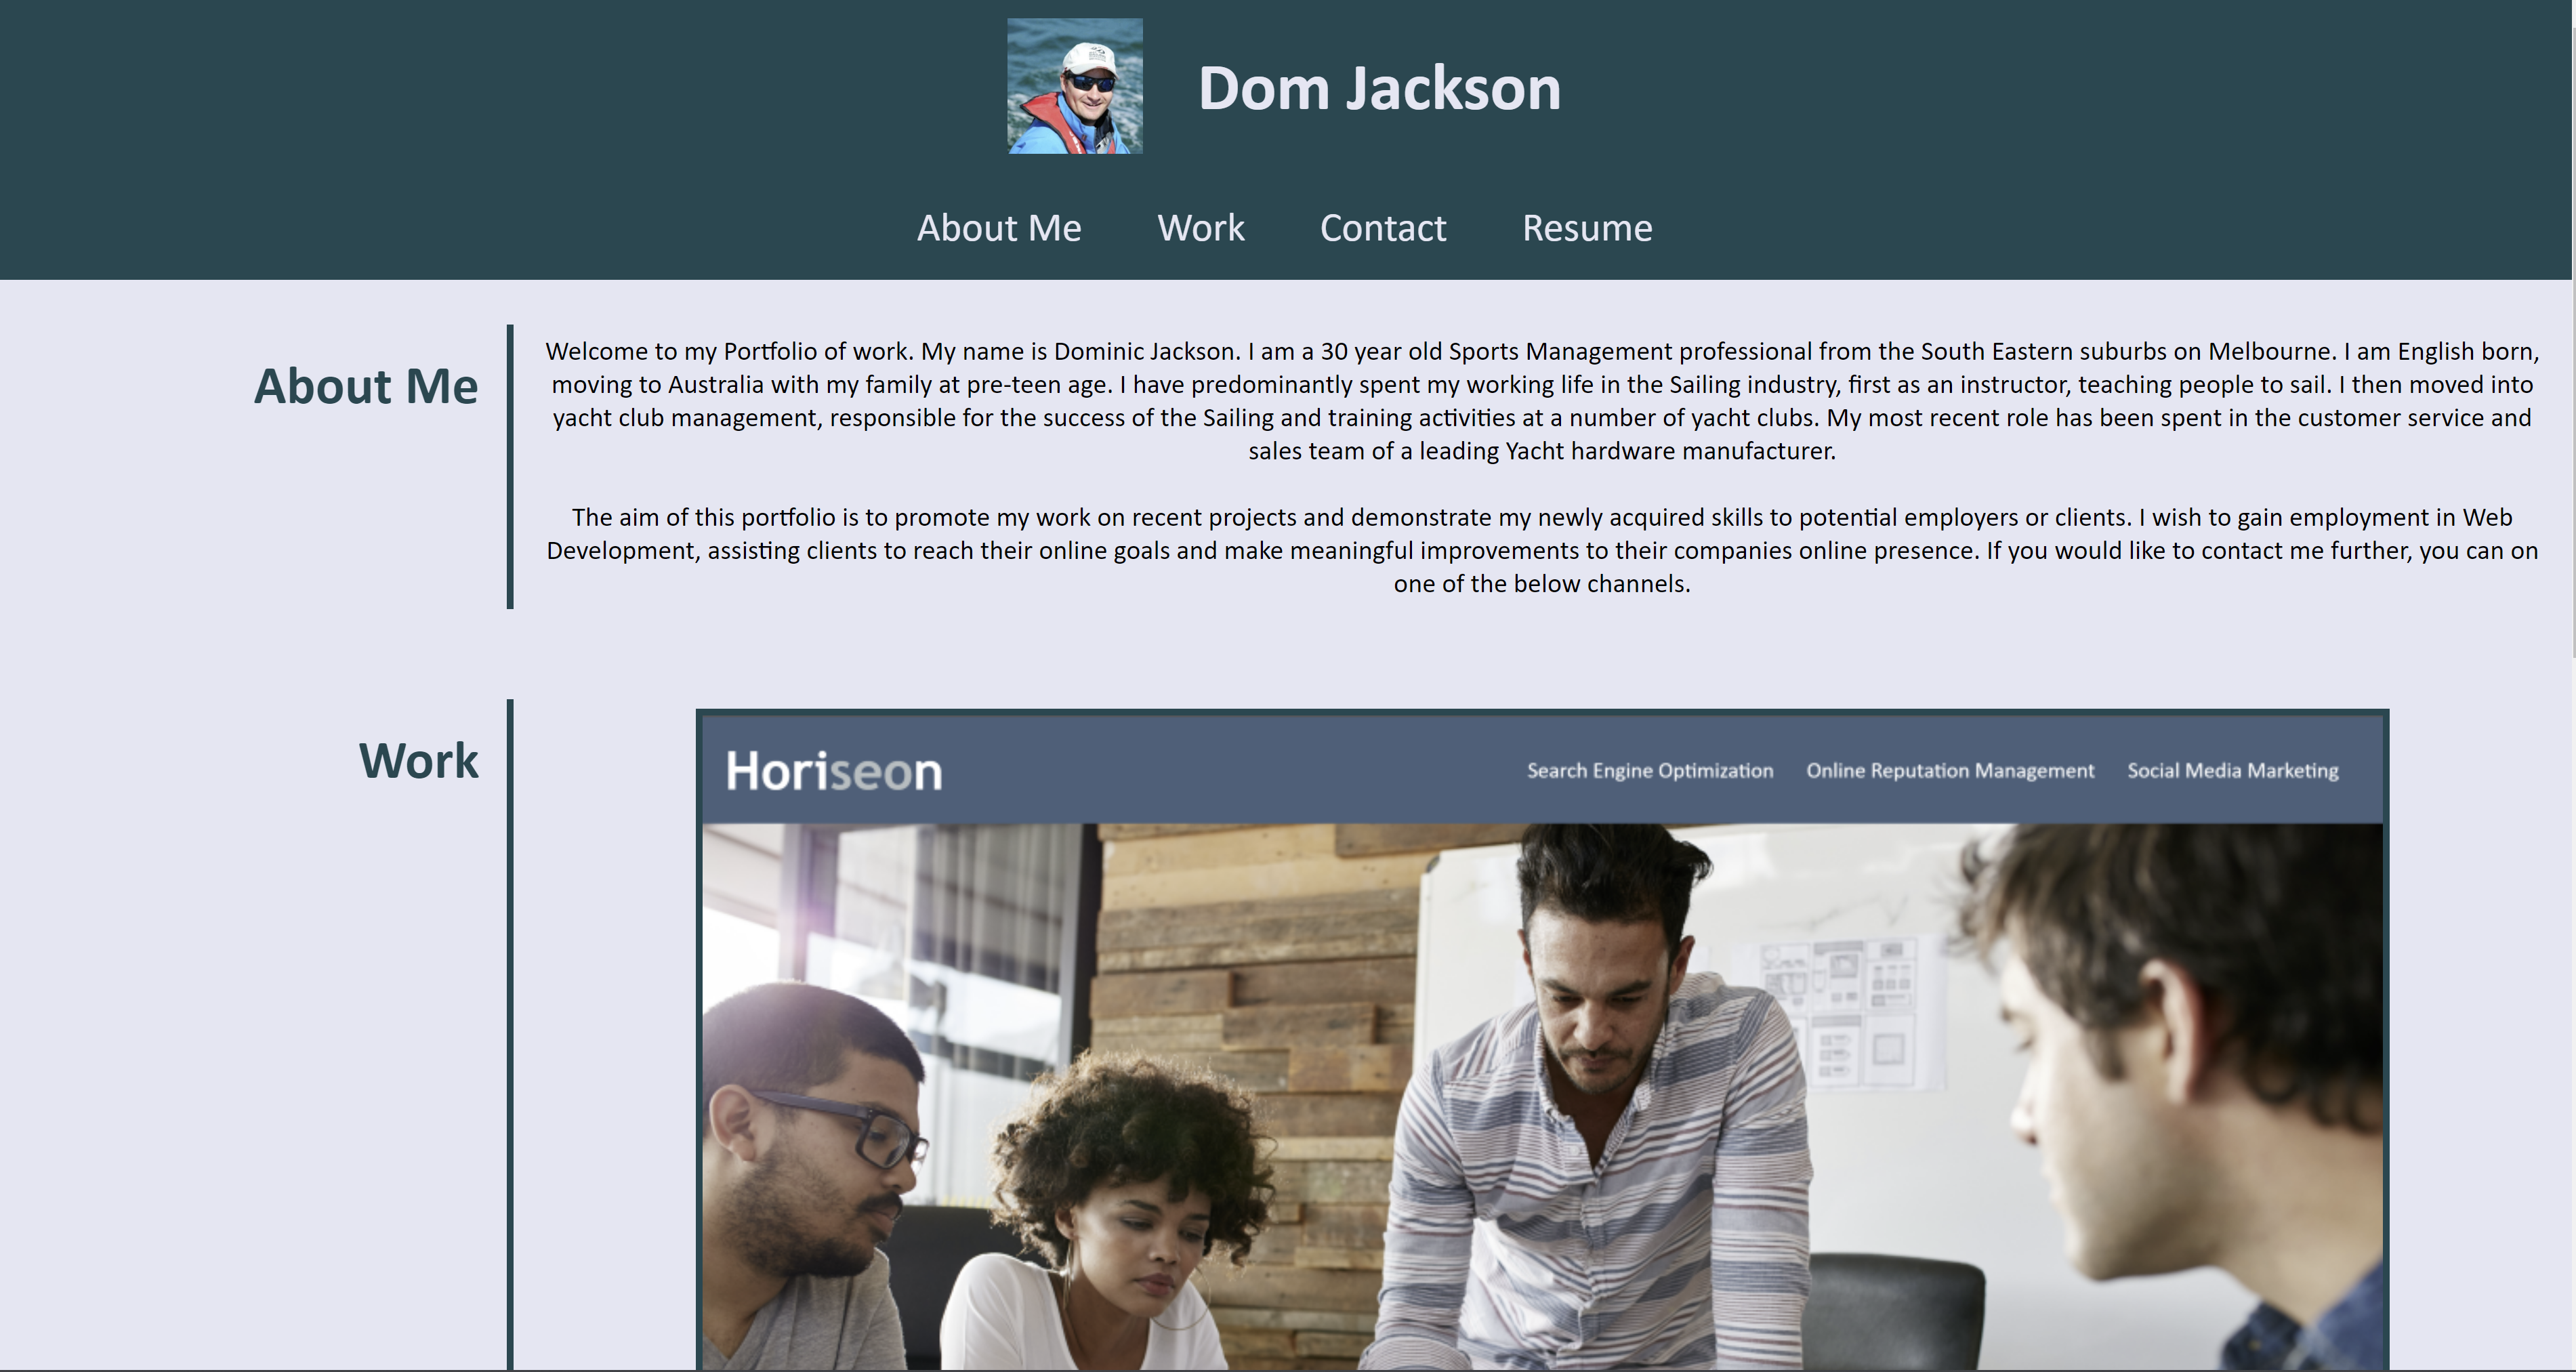 Dom Jackson
About Me Work Contact Resume
About Me
Welcome to my Portfolio of work. My name is Dominic Jackson. I am a 30 year old Sports Management professional from the South Eastern suburbs on Melbourne. I am English born,
moving to Australia with my family at pre-teen age. I have predominantly spent my working life in the Sailing industry, first as an instructor, teaching people to sail. I then moved into
yacht club management, responsible for the success of the Sailing and training activities at a number of yacht clubs. My most recent role has been spent in the customer service and
sales team of a leading Yacht hardware manufacturer.
The aim of this portfolio is to promote my work on recent projects and demonstrate my newly acquired skills to potential employers or clients. I wish to gain employment in Web
Development, assisting clients to reach their online goals and make meaningful improvements to their companies online presence. If you would like to contact me further, you can on
one of the below channels.
Work
Horiseon
Search Engine Optimization Online Reputation Management Social Media Marketing